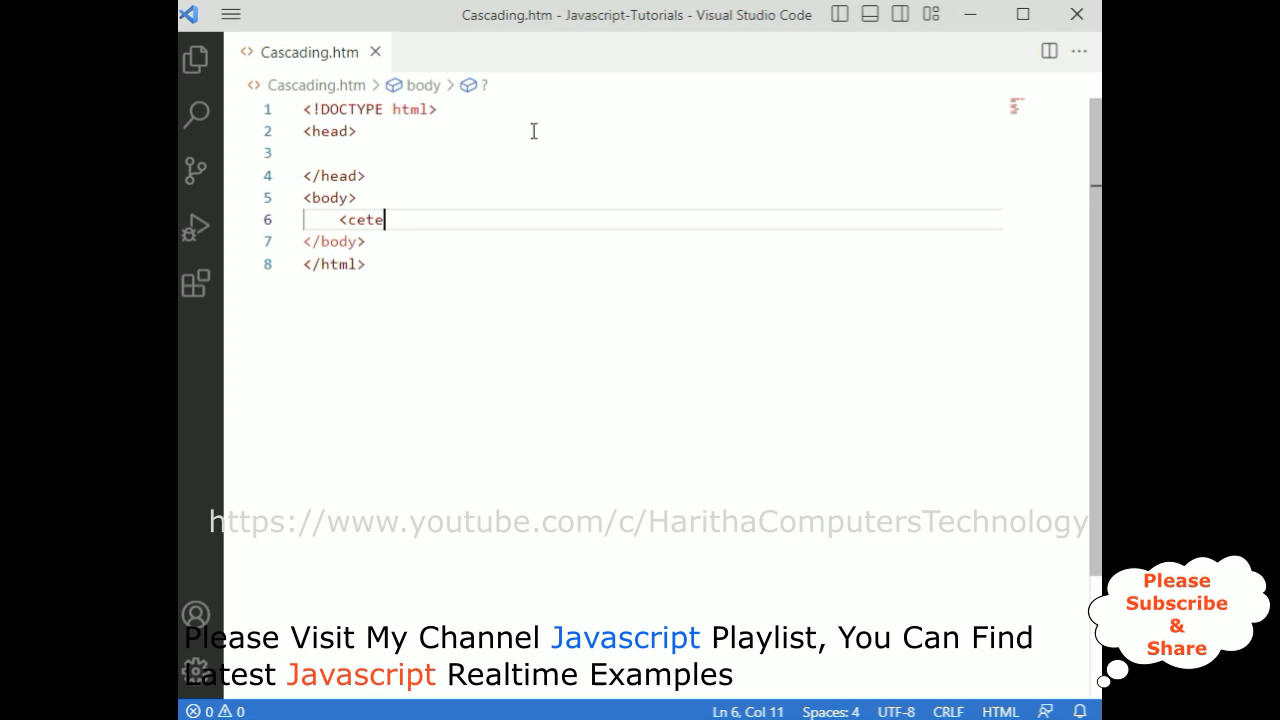 Cascading.htm - Javascript-Tutorials - Visual Studio Code
Cascading.htm
Cascading.htm > body > ?
1 <!DOCTYPE html>
2 <head>
3
4 </head>
5 <body>
6 <cete
7 </body>
8 </html>
https://www.youtube.com/c/HarithaComputersTechnology
Please
Subscribe
&
Share
Please Visit My Channel Javascript Playlist, You Can Find
Latest Javascript Realtime Examples
0 0 Ln 6, Col 11 Spaces: 4 UTF-8 CRLF HTML